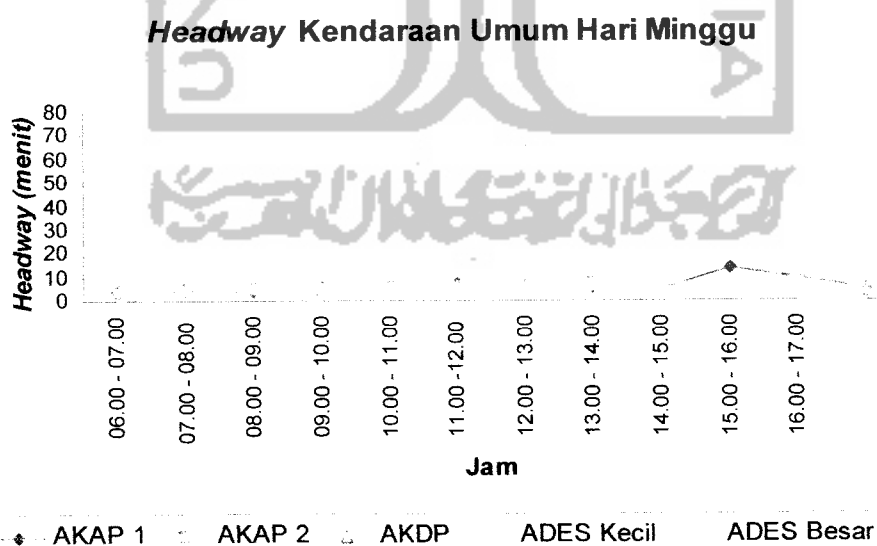 Headway Kendaraan Umum Hari Minggu
Headway (menit)
80
70
60
50
40
30
20
10
0
06.00 - 07.00
07.00 - 08.00
08.00 - 09.00
09.00 - 10.00
10.00 - 11.00
11.00 -12.00
12.00 - 13.00
13.00 - 14.00
14.00 - 15.00
15.00 - 16.00
16.00 - 17.00
Jam
AKAP 1 AKAP 2 AKDP ADES Kecil ADES Besar